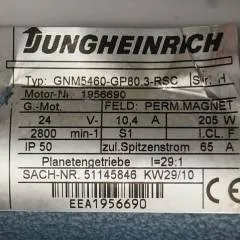 JUNGHEINRICH
Typ: GNM5460-GP80.3-RSC
Motor-Nr. 1956690
G.-Mot. FELD: PERM.MAGNET
24 V- 10,4 A 205 W
2800 min-1 S1 I.CL. F
IP 50 zul.Spitzenstrom 65 A
Planetengetriebe I=29:1
SACH-NR. 51145846 KW29/10
EEA1956690